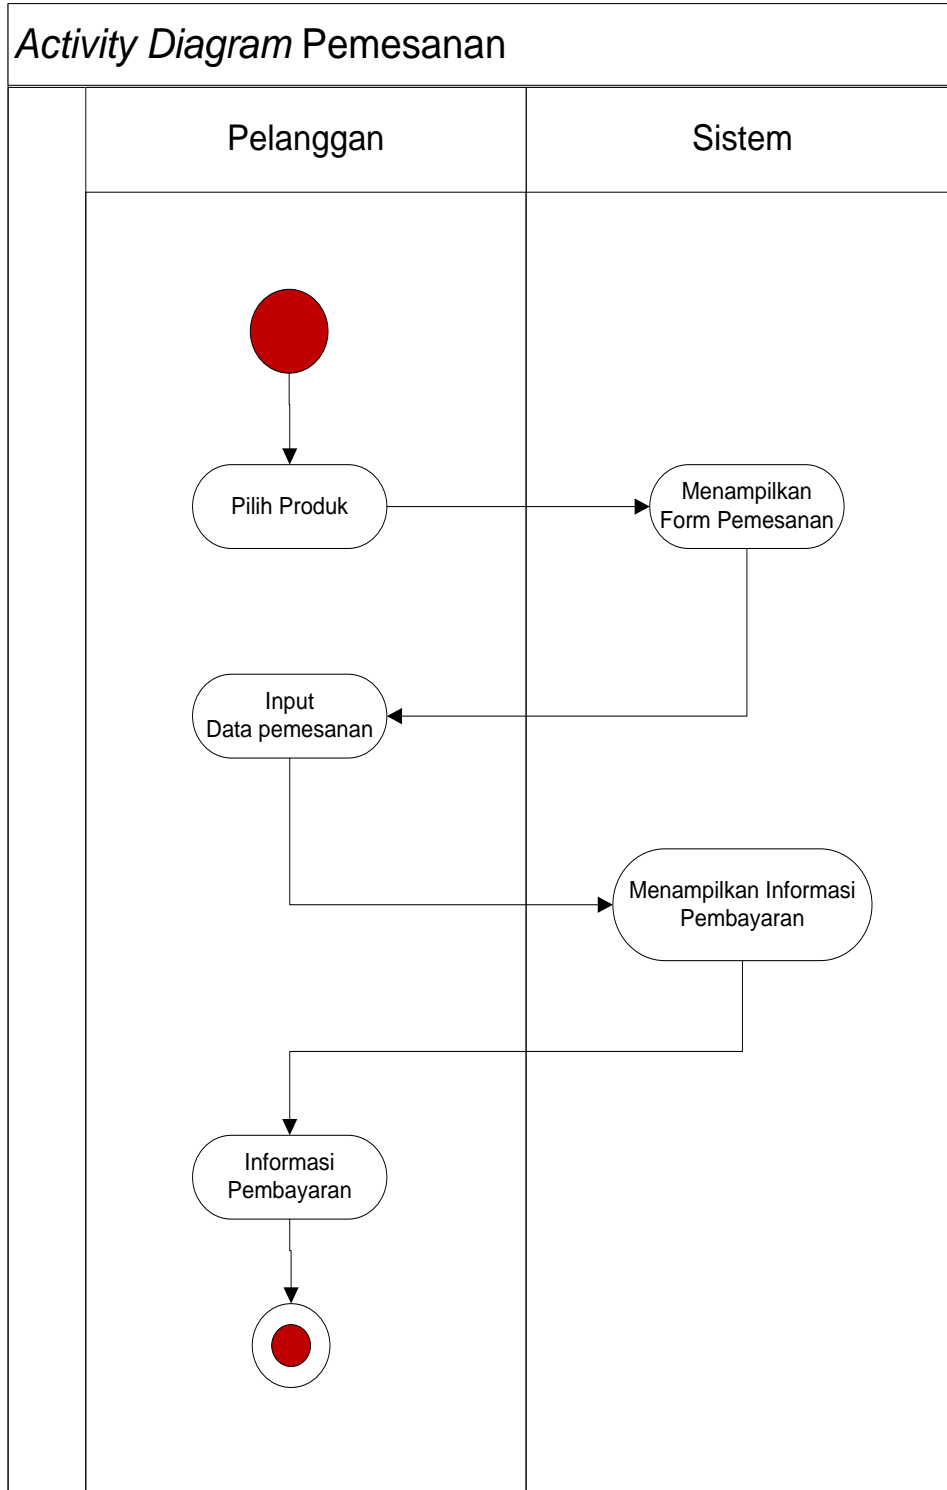 Activity Diagram Pemesanan
Pelanggan
Sistem
Pilih Produk
Menampilkan
Form Pemesanan
Input
Data pemesanan
Menampilkan Informasi
Pembayaran
Informasi
Pembayaran